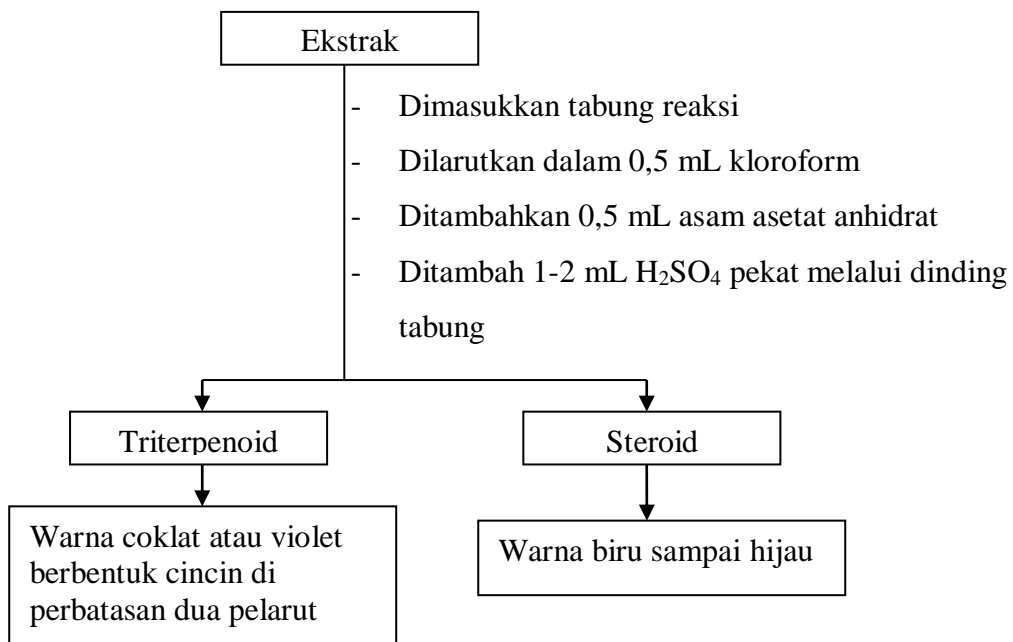 Ekstrak
- Dimasukkan tabung reaksi
- Dilarutkan dalam 0,5 mL kloroform
- Ditambahkan 0,5 mL asam asetat anhidrat
- Ditambah 1-2 mL H₂SO₄ pekat melalui dinding
tabung
Triterpenoid
Steroid
Warna coklat atau violet
berbentuk cincin di
perbatasan dua pelarut
Warna biru sampai hijau